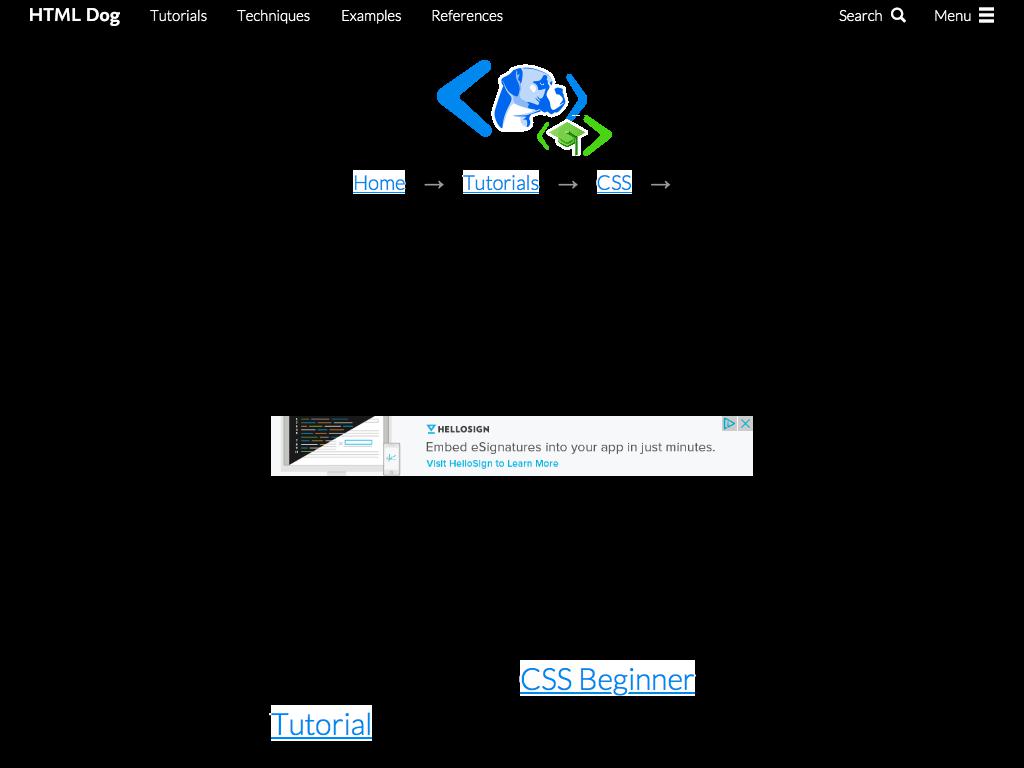 HTML Dog Tutorials Techniques Examples References Search Menu
Home → Tutorials → CSS →
HELLOSIGN
Embed eSignatures into your app in just minutes.
Visit HelloSign to Learn More
CSS Beginner
Tutorial